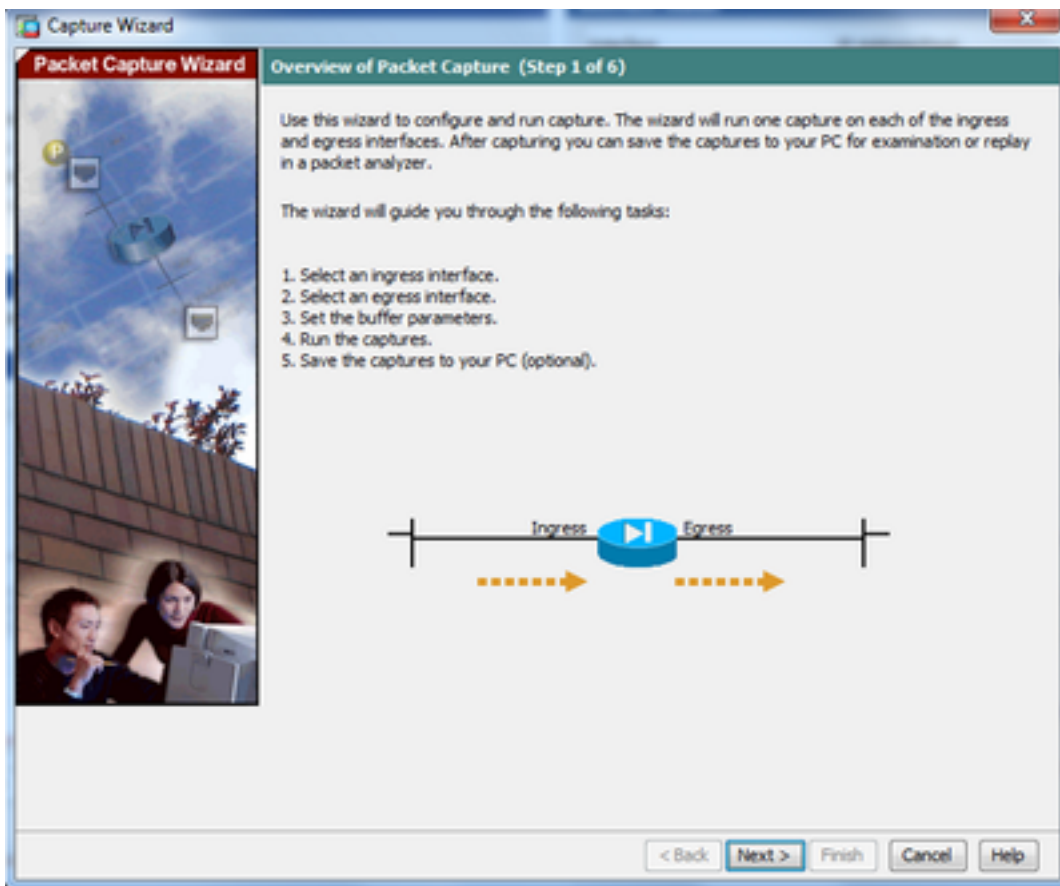 Capture Wizard
Packet Capture Wizard
Overview of Packet Capture (Step 1 of 6)
Use this wizard to configure and run capture. The wizard will run one capture on each of the ingress
and egress interfaces. After capturing you can save the captures to your PC for examination or replay
in a packet analyzer.
The wizard will guide you through the following tasks:
1. Select an ingress interface.
2. Select an egress interface.
3. Set the buffer parameters.
4. Run the captures.
5. Save the captures to your PC (optional).
P
Ingress
Egress
< Back
Next >
Finish
Cancel
Help